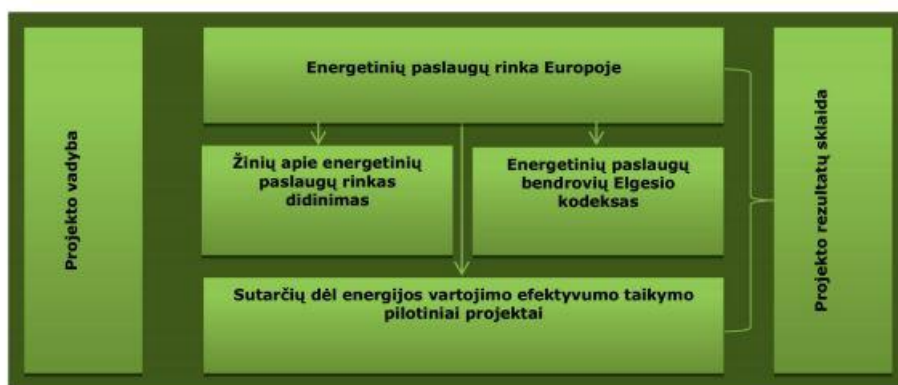 Projekto vadyba
Energetinių paslaugų rinka Europoje
Žinių apie energetinių
paslaugų rinkas
didinimas
Energetinių paslaugų
bendrovių Elgesio
kodeksas
Sutarčių dėl energijos vartojimo efektyvumo taikymo
pilotiniai projektai
Projekto rezultatų sklaida